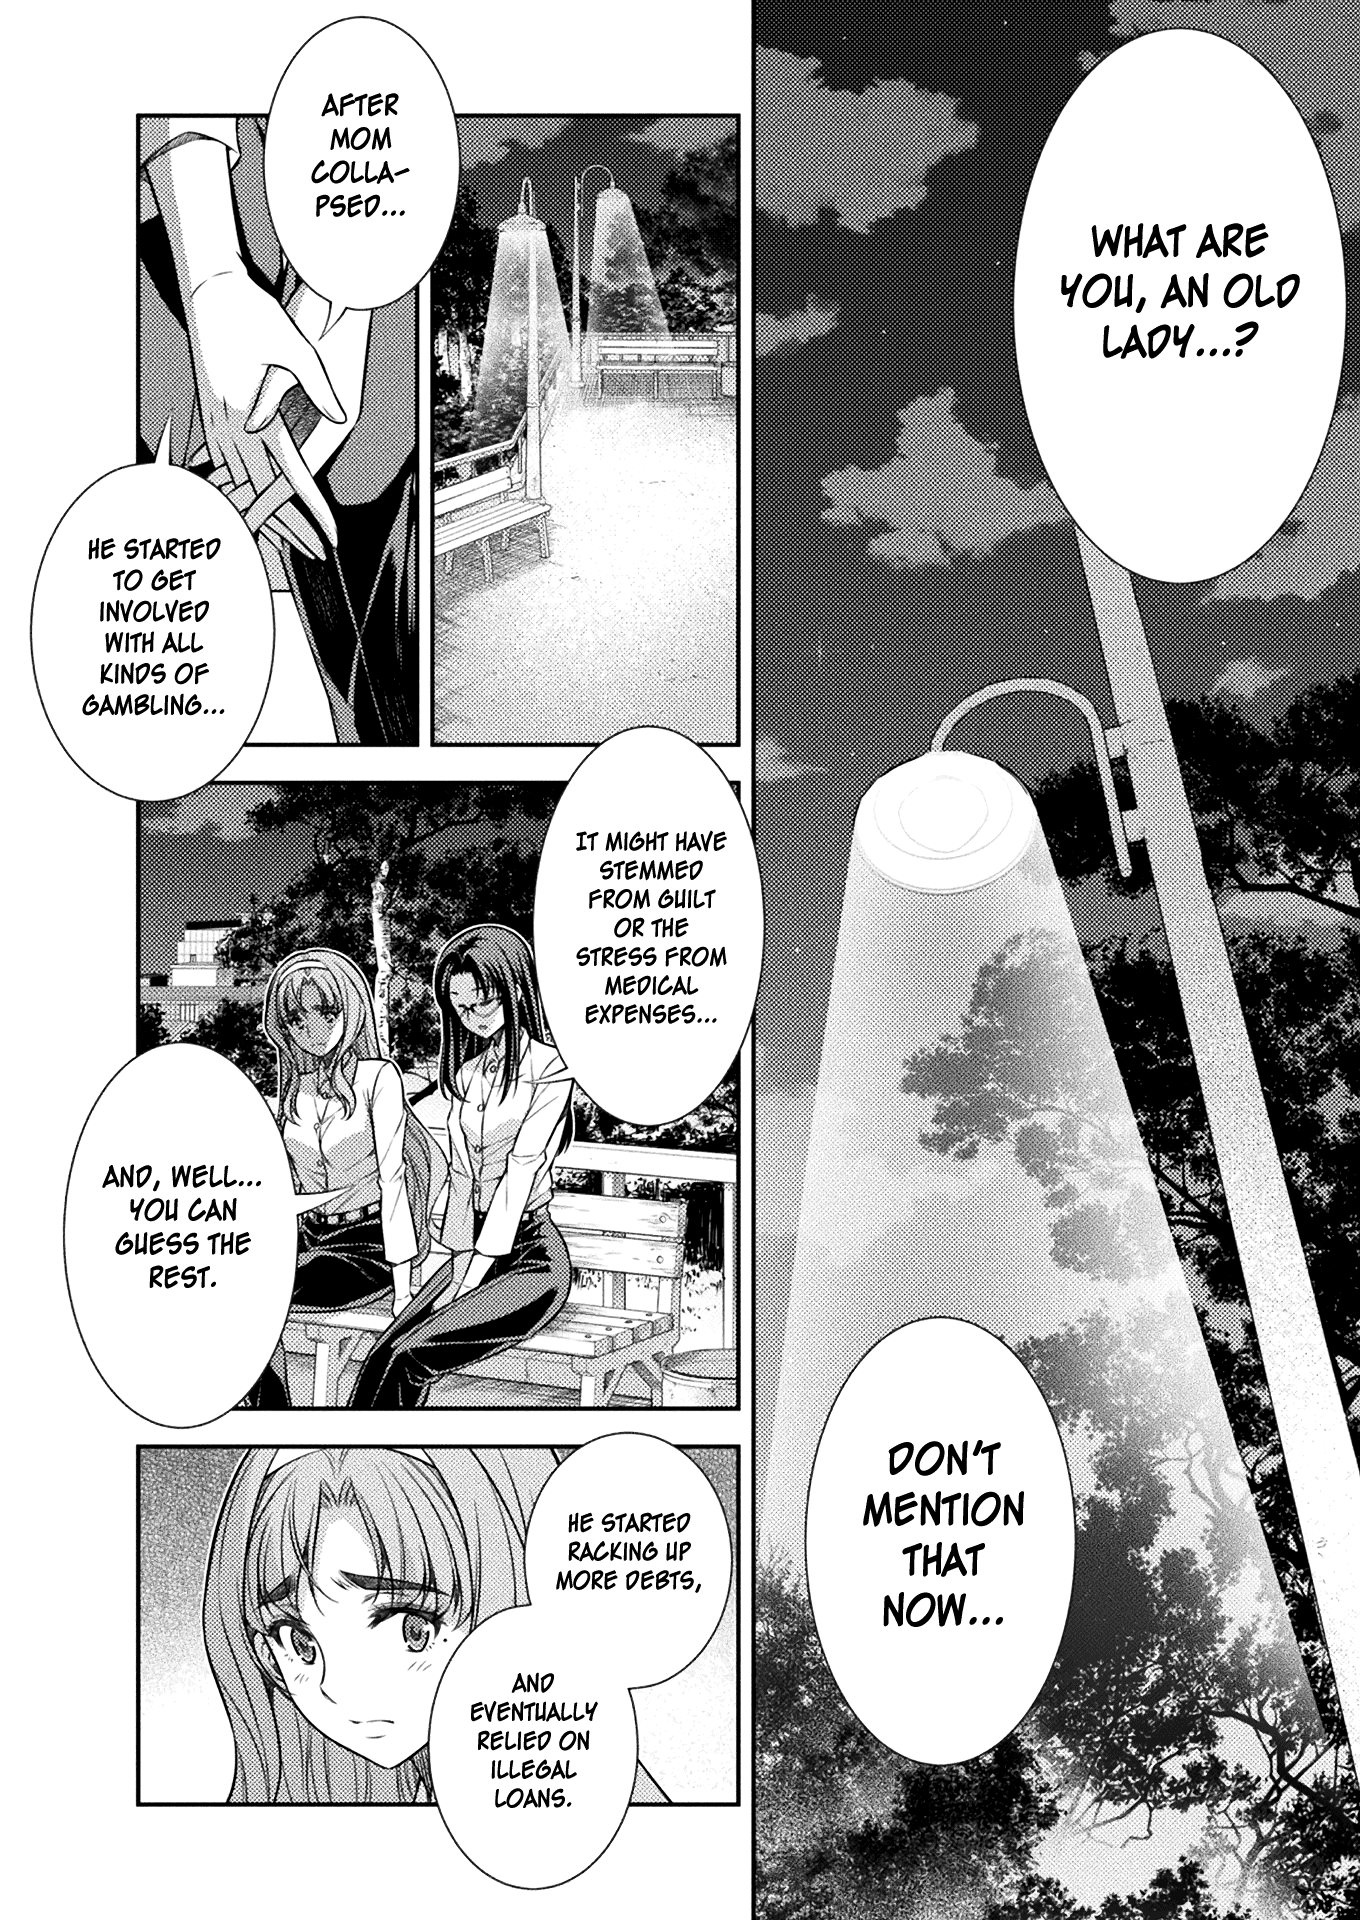 WHAT ARE
YOU, AN OLD
LADY...?
DON'T
MENTION
THAT
NOW...
AFTER
MOM
COLLA-
PSED...
HE STARTED
TO GET
INVOLVED
WITH ALL
KINDS OF
GAMBLING...
IT MIGHT HAVE
STEMMED
FROM GUILT
OR THE
STRESS FROM
MEDICAL
EXPENSES...
AND, WELL...
YOU CAN
GUESS THE
REST.
HE STARTED
RACKING UP
MORE DEBTS,
AND
EVENTUALLY
RELIED ON
ILLEGAL
LOANS.